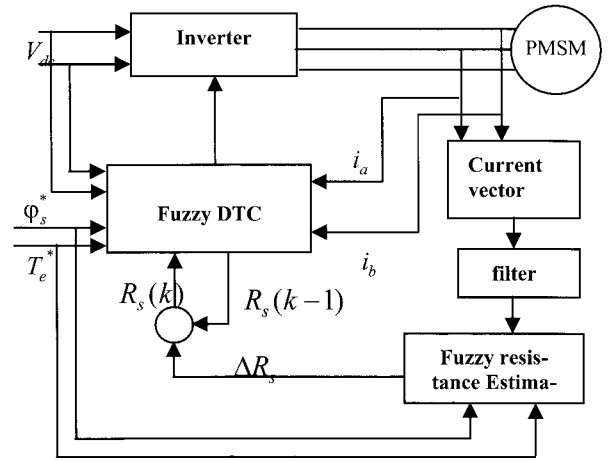 Inverter
PMSM
V_dc
i_a
Current
vector
Fuzzy DTC
φ_s^*
T_e^*
i_b
filter
R_s(k)
R_s(k−1)
Fuzzy resis-
tance Estima-
ΔR_s